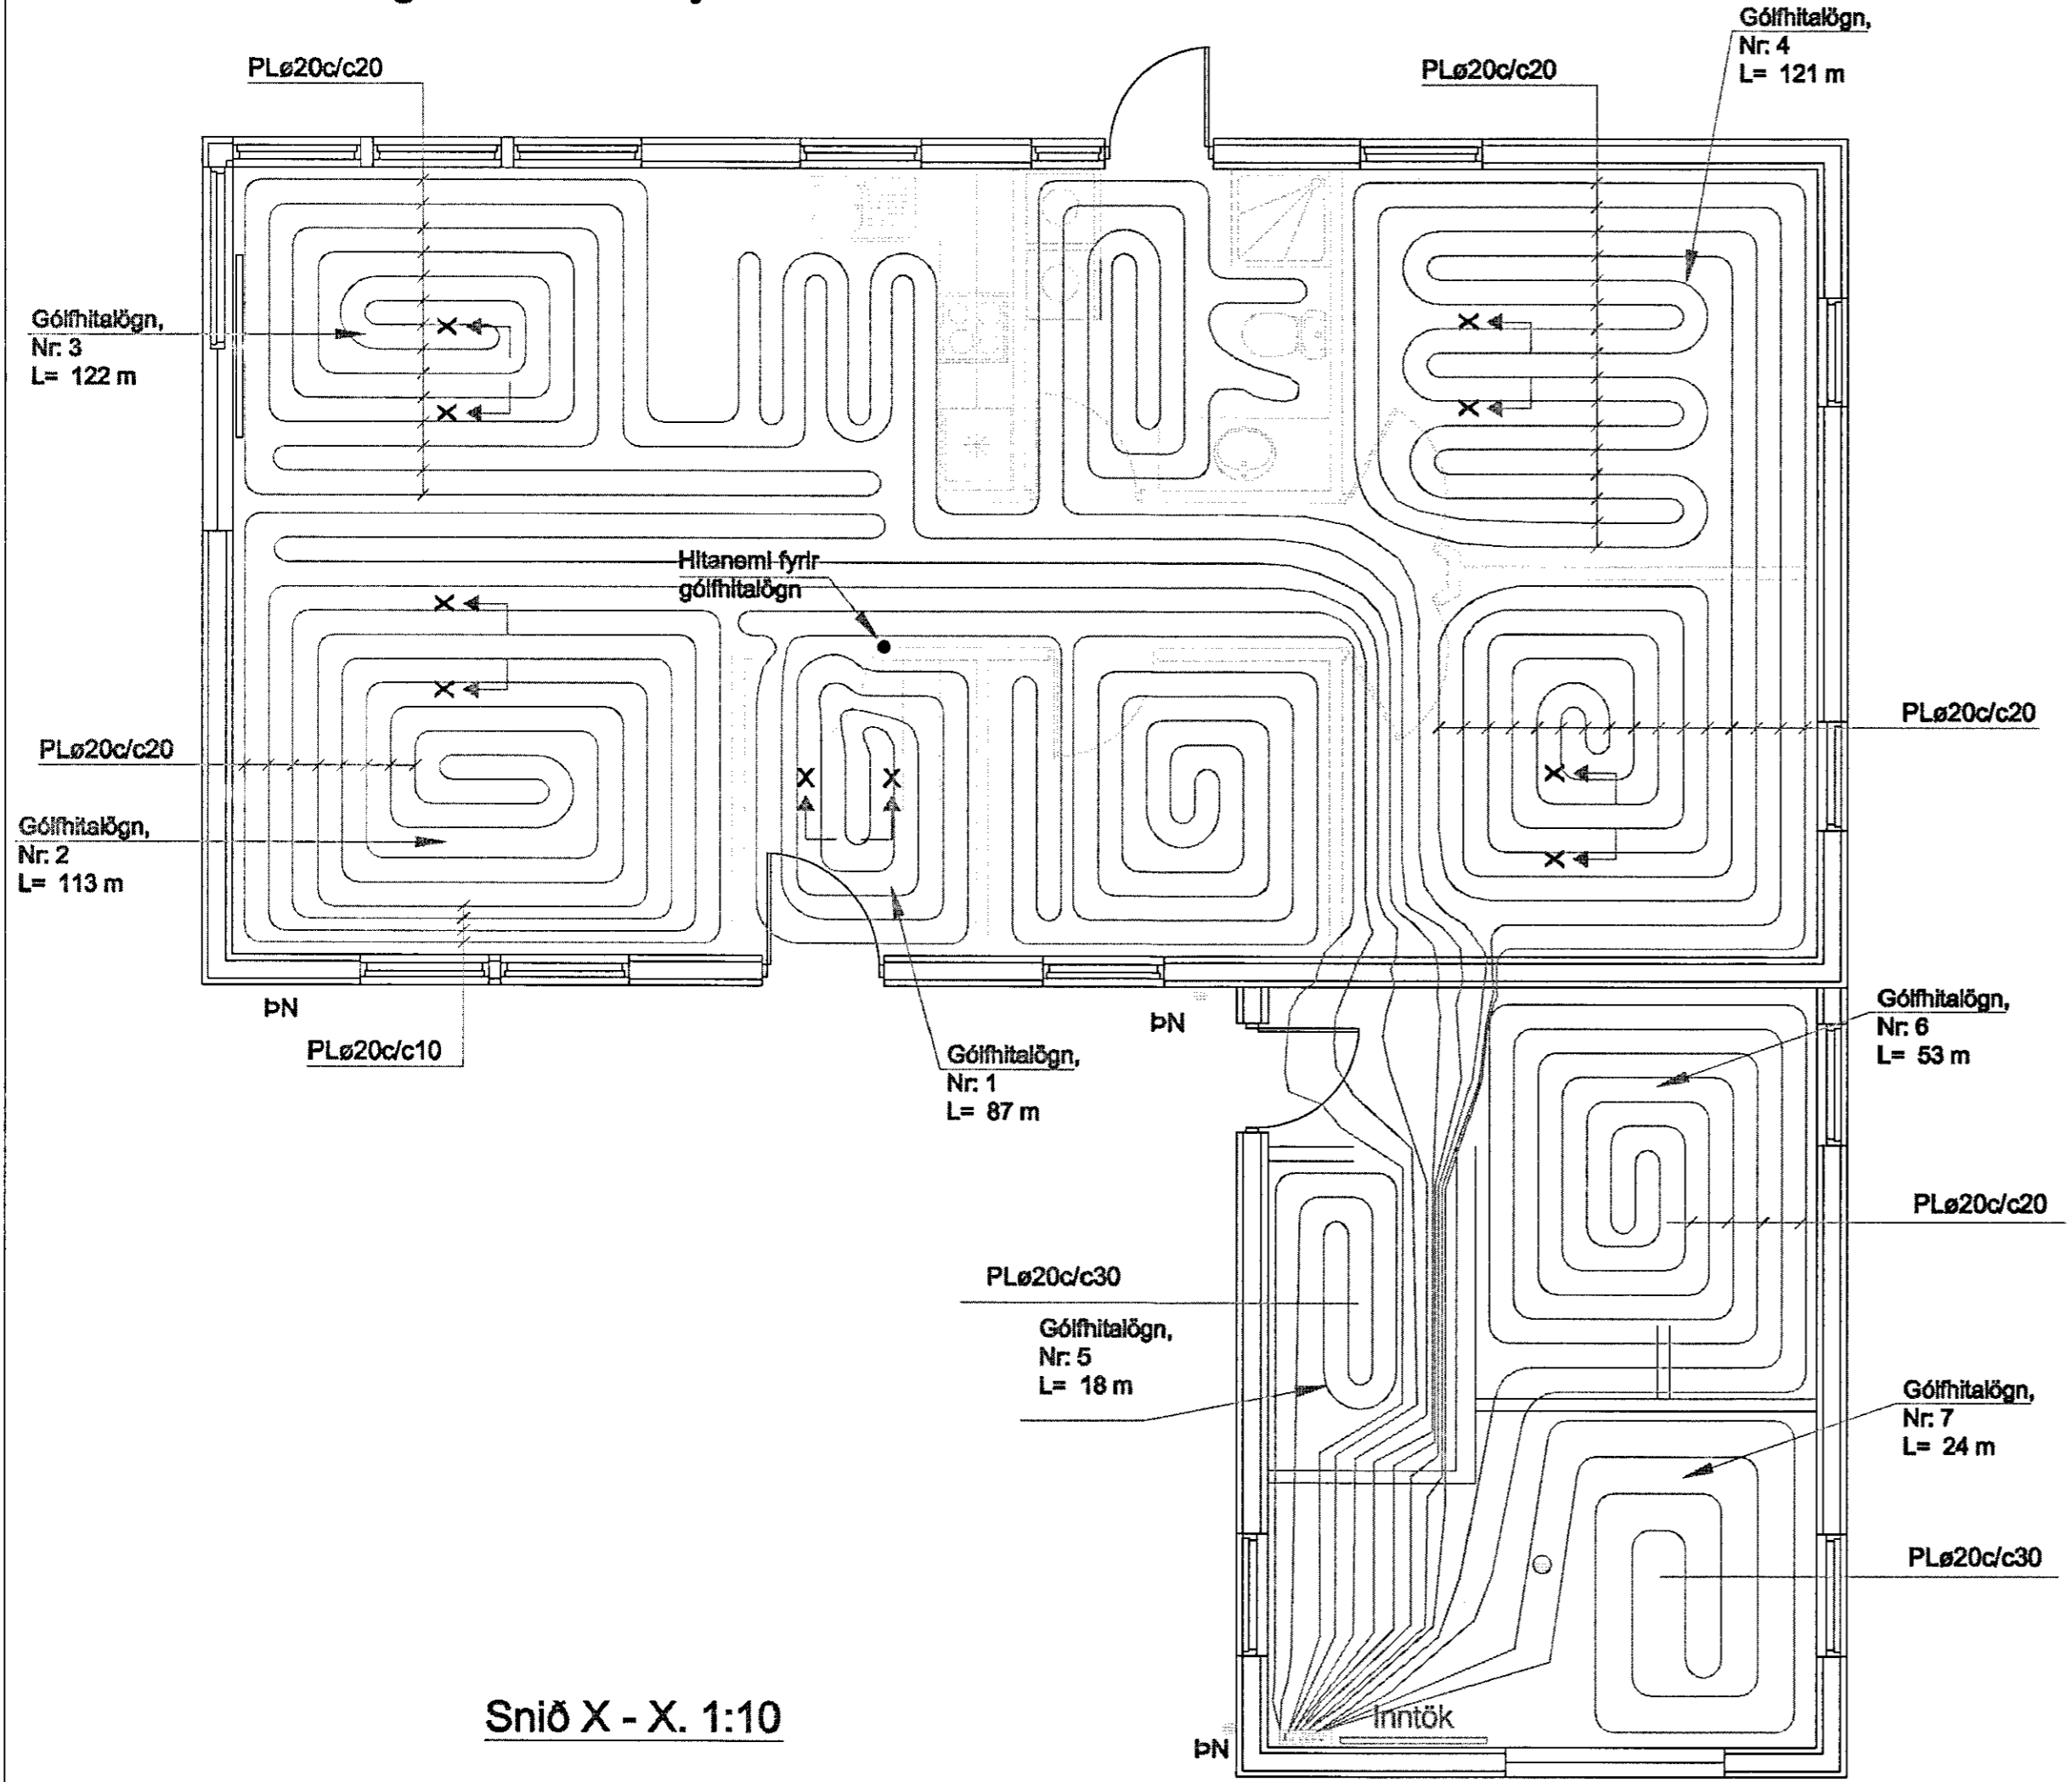 Gólfhitalögn,
Nr: 4
L= 121 m
PLø20c/c20
PLø20c/c20
Gólfhitalögn,
Nr: 3
L= 122 m
Hitanemi fyrir
gólfhitalögn
PLø20c/c20
PLø20c/c20
Gólfhitalögn,
Nr: 2
L= 113 m
X
X
X
X
X
X
X
X
X
X
ÞN
PLø20c/c10
ÞN
Gólfhitalögn,
Nr: 1
L= 87 m
Gólfhitalögn,
Nr: 6
L= 53 m
PLø20c/c20
PLø20c/c30
Gólfhitalögn,
Nr: 5
L= 18 m
Gólfhitalögn,
Nr: 7
L= 24 m
PLø20c/c30
Snið X - X. 1:10
Inntök
ÞN